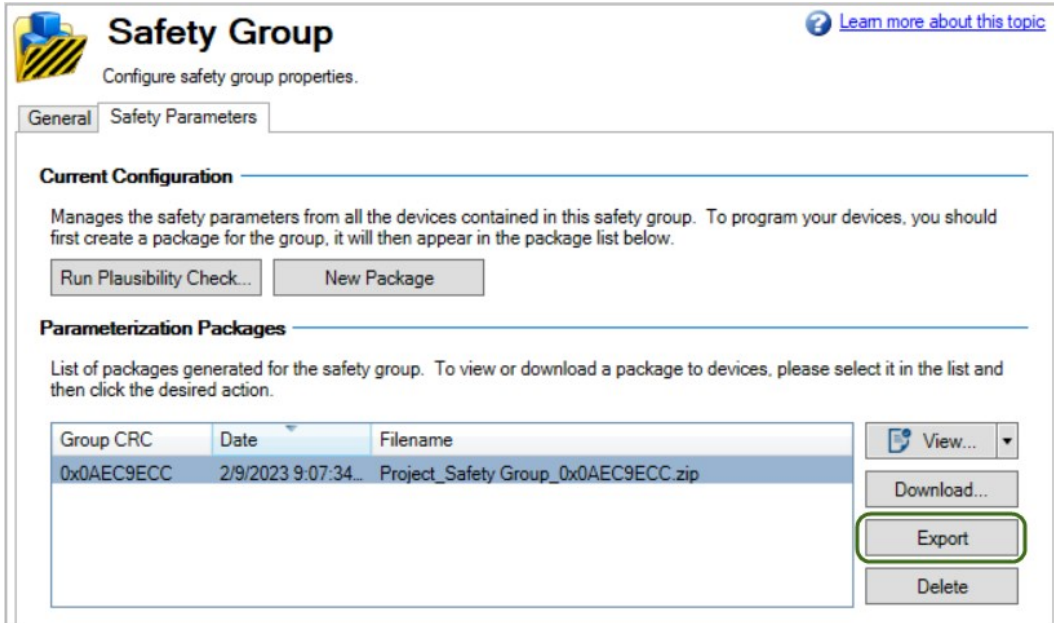 Safety Group
Learn more about this topic
Configure safety group properties.
General
Safety Parameters
Current Configuration
Manages the safety parameters from all the devices contained in this safety group. To program your devices, you should
first create a package for the group, it will then appear in the package list below.
Run Plausibility Check...
New Package
Parameterization Packages
List of packages generated for the safety group. To view or download a package to devices, please select it in the list and
then click the desired action.
Group CRC Date Filename
0x0AEC9ECC 2/9/2023 9:07:34... Project_Safety Group_0x0AEC9ECC.zip
View...
Download...
Export
Delete